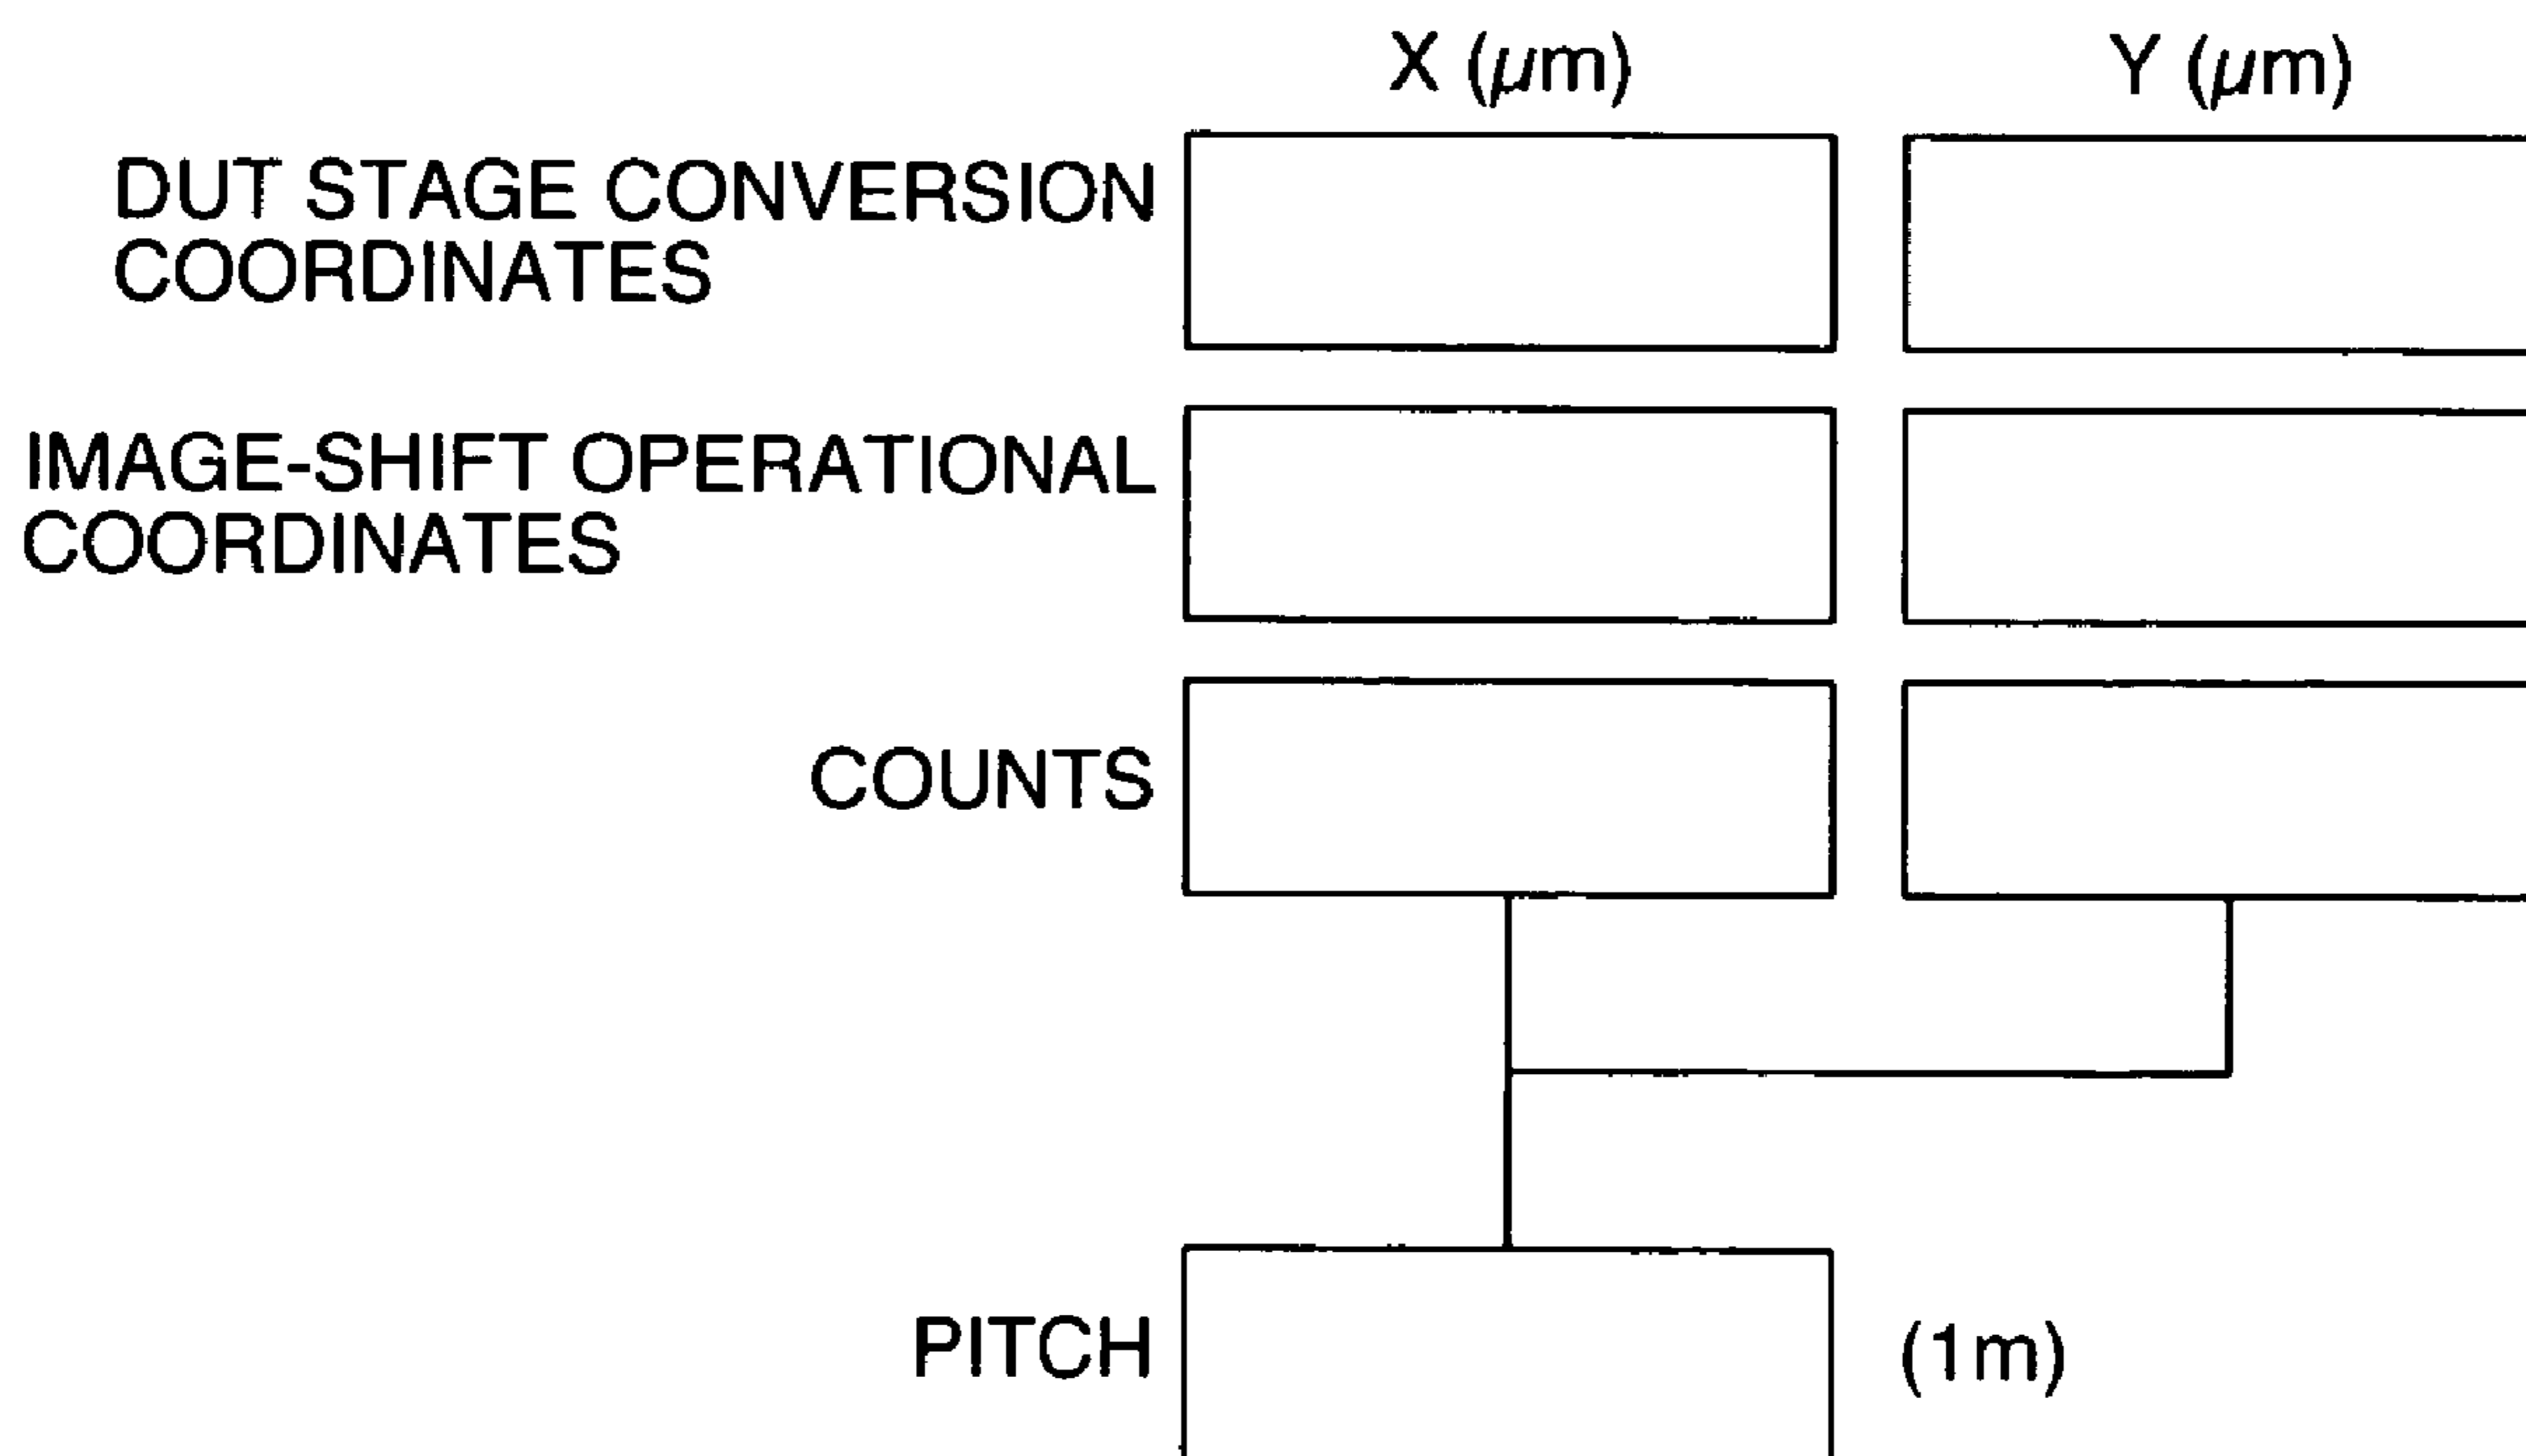 X (μm) Y (μm)
DUT STAGE CONVERSION
COORDINATES
IMAGE-SHIFT OPERATIONAL
COORDINATES
COUNTS
PITCH (1m)